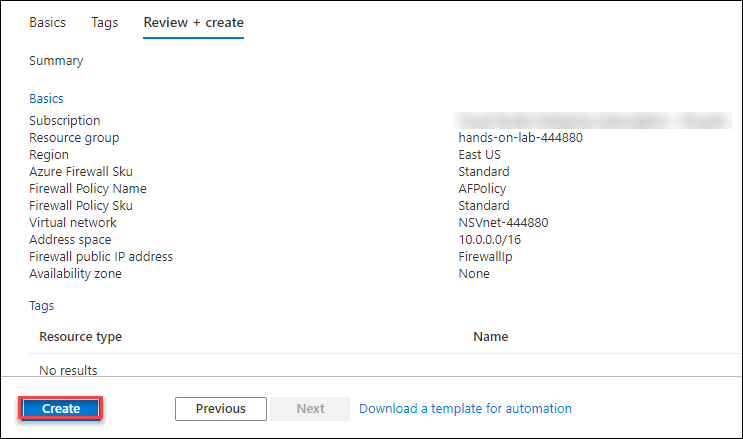 Basics Tags Review + create
Summary
Basics
Subscription
Resource group hands-on-lab-444880
Region East US
Azure Firewall Sku Standard
Firewall Policy Name AFPolicy
Firewall Policy Sku Standard
Virtual network NSVnet-444880
Address space 10.0.0.0/16
Firewall public IP address FirewallIp
Availability zone None
Tags
Resource type Name
No results
Create Previous Next Download a template for automation